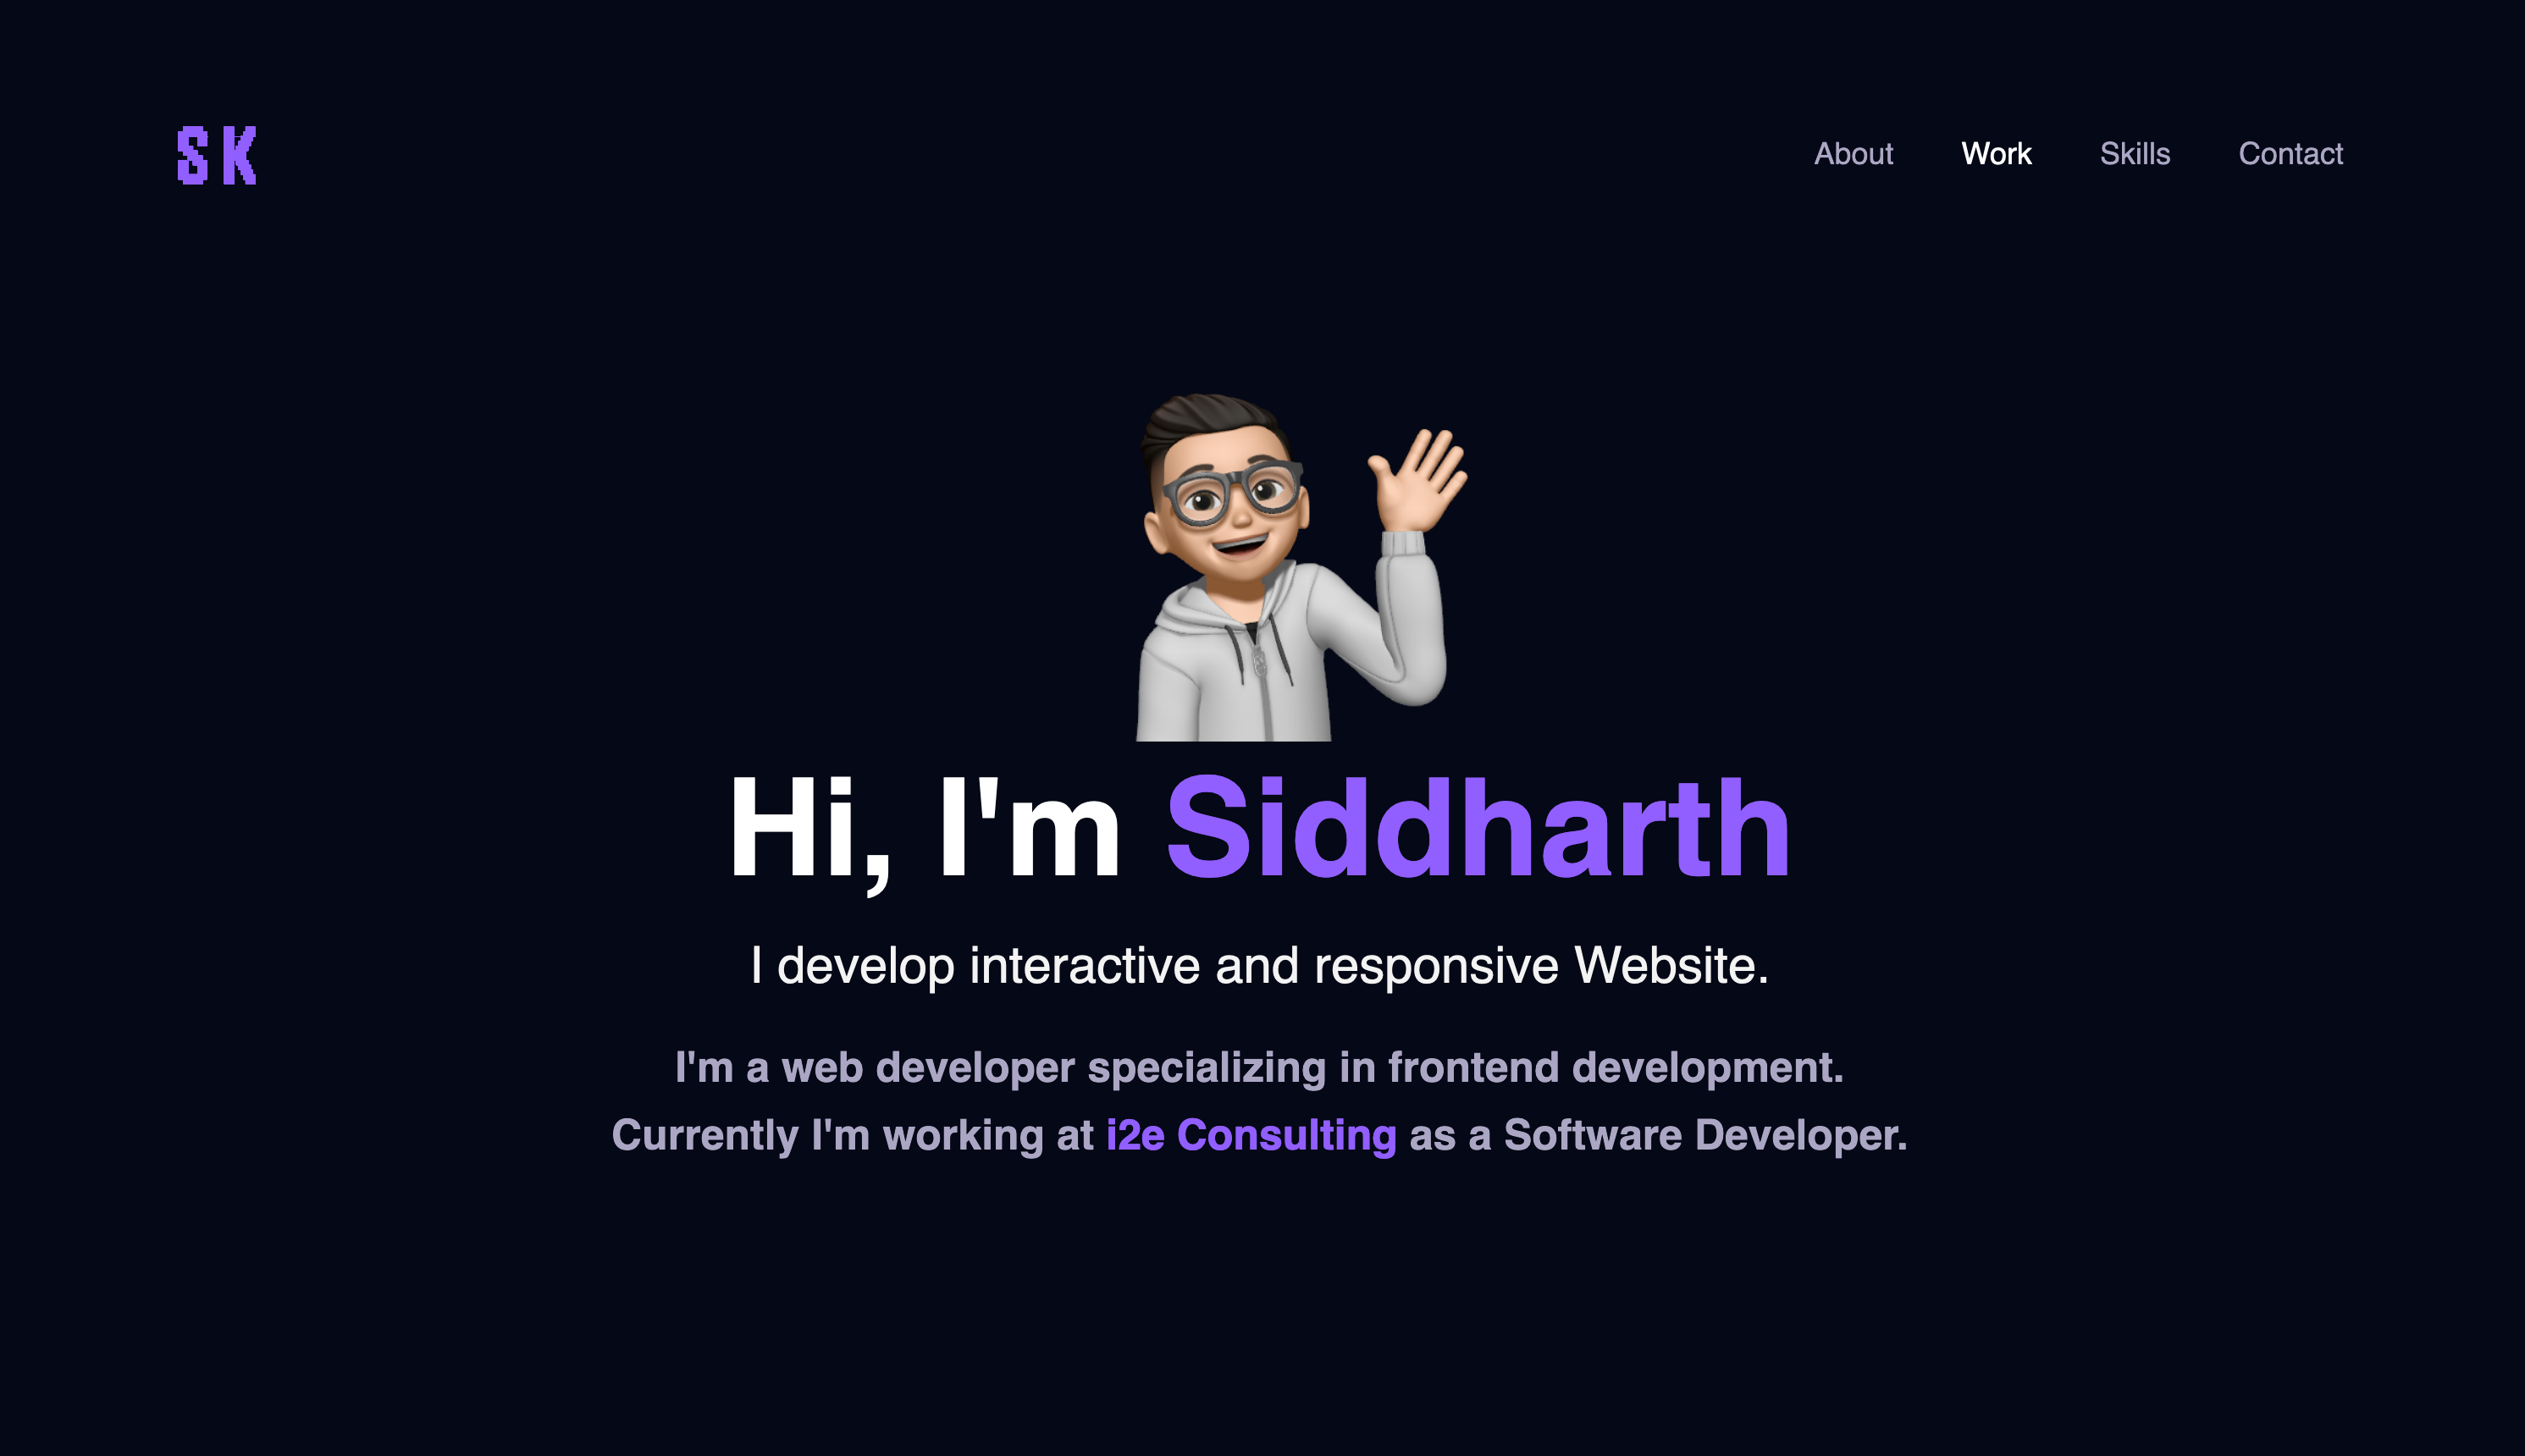 SK
About Work Skills Contact
Hi, I'm Siddharth
I develop interactive and responsive Website.
I'm a web developer specializing in frontend development.
Currently I'm working at i2e Consulting as a Software Developer.